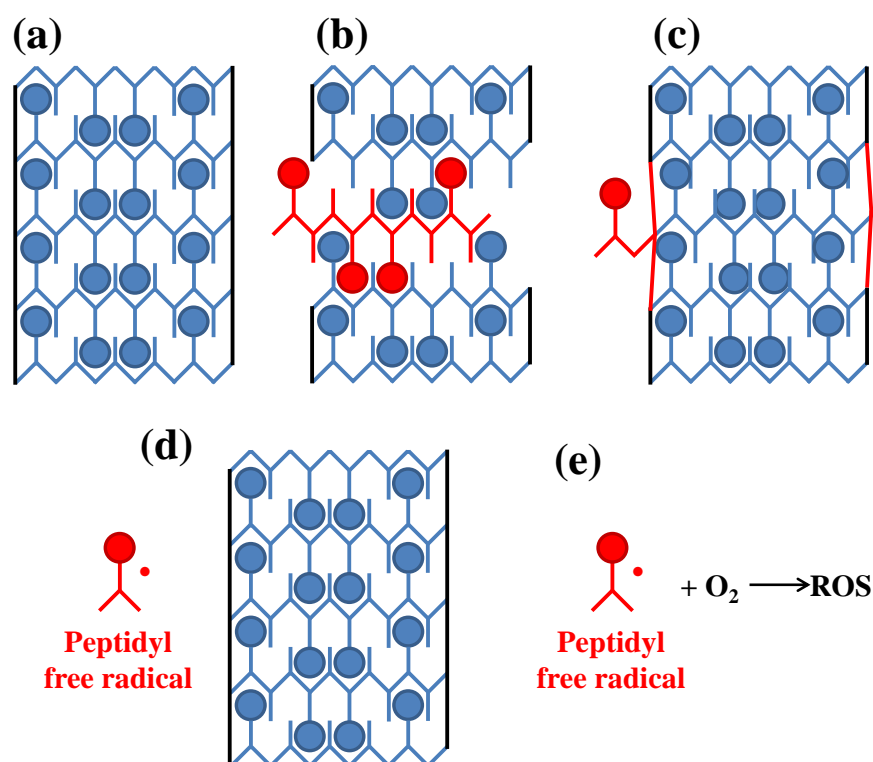 (a)
(b)
(c)
(d)
(e)
Peptidyl
free radical
Peptidyl
free radical
+ O₂ ⟶ROS